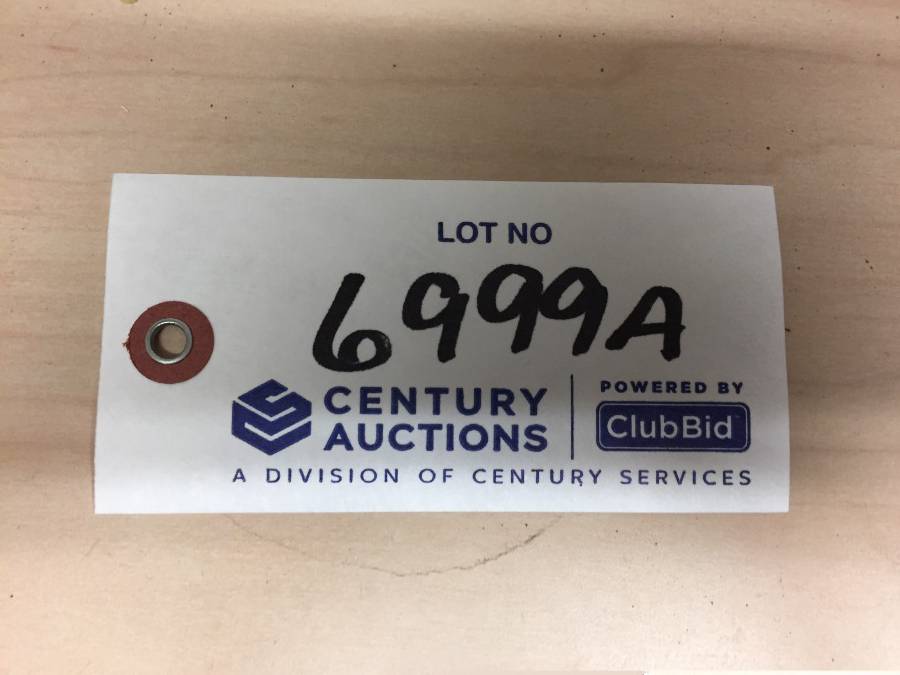 LOT NO
6999A
CENTURY
AUCTIONS
POWERED BY
ClubBid
A DIVISION OF CENTURY SERVICES